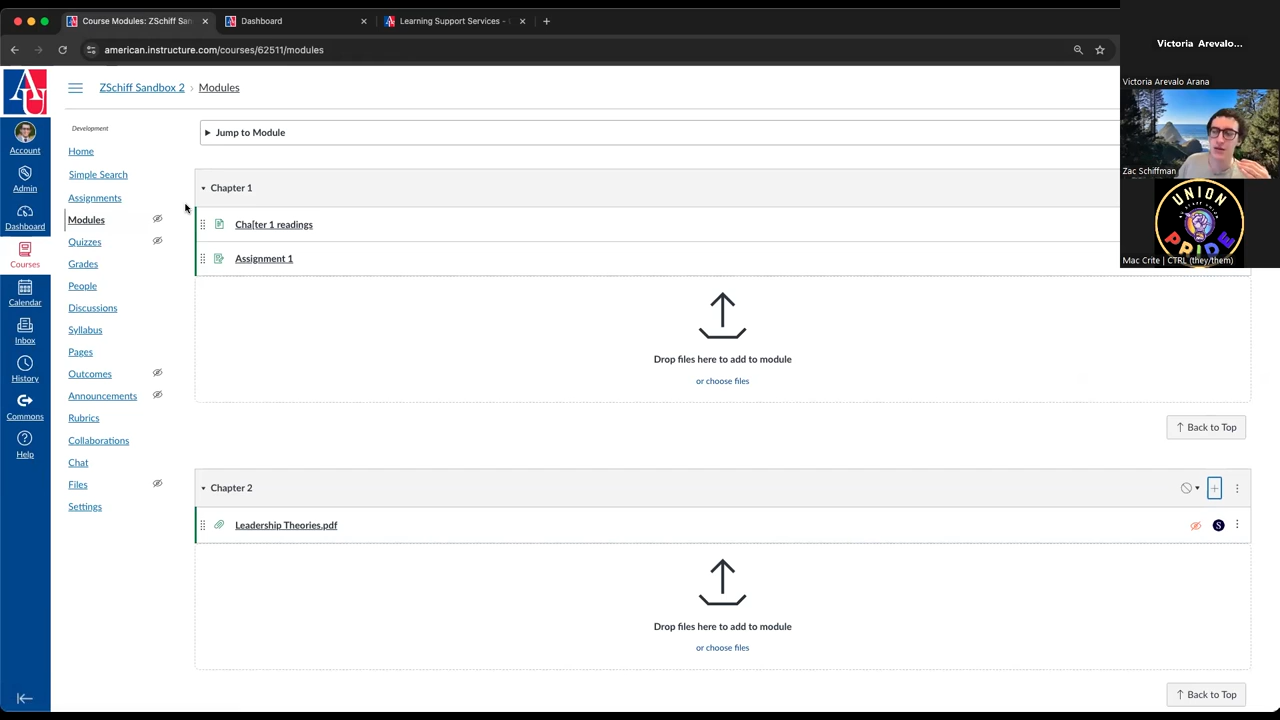 Course Modules: ZSchiff San
Dashboard
Learning Support Services -
american.instructure.com/courses/62511/modules
Victoria Arevalo...
Victoria Arevalo Arana
Zac Schiffman
UNION
PRIDE
Mac Crite | CTRL (they/them)
AU
Account
Admin
Dashboard
Courses
Calendar
Inbox
History
Commons
Help
ZSchiff Sandbox 2 › Modules
Development
Home
Simple Search
Assignments
Modules
Quizzes
Grades
People
Discussions
Syllabus
Pages
Outcomes
Announcements
Rubrics
Collaborations
Chat
Files
Settings
Jump to Module
Chapter 1
Cha[ter 1 readings
Assignment 1
Drop files here to add to module
or choose files
↑ Back to Top
Chapter 2
Leadership Theories.pdf
S
Drop files here to add to module
or choose files
↑ Back to Top